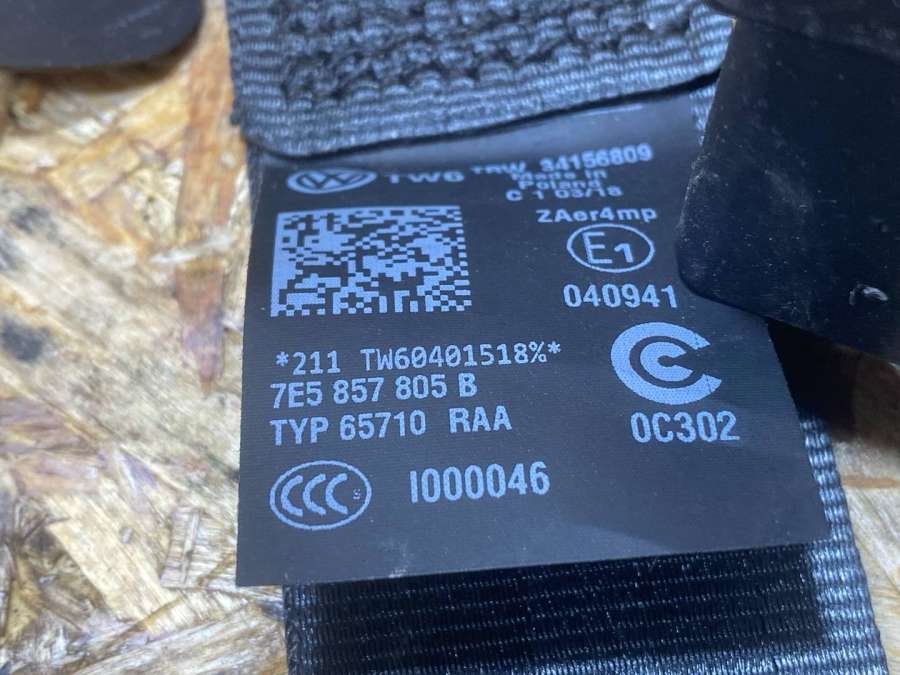 TW6 TRW 34156809
Made in
Poland
C 1 03/18
ZAer4mp
E1
040941
*211 TW60401518%*
7E5 857 805 B
TYP 65710 RAA
0C302
CCC S
I000046